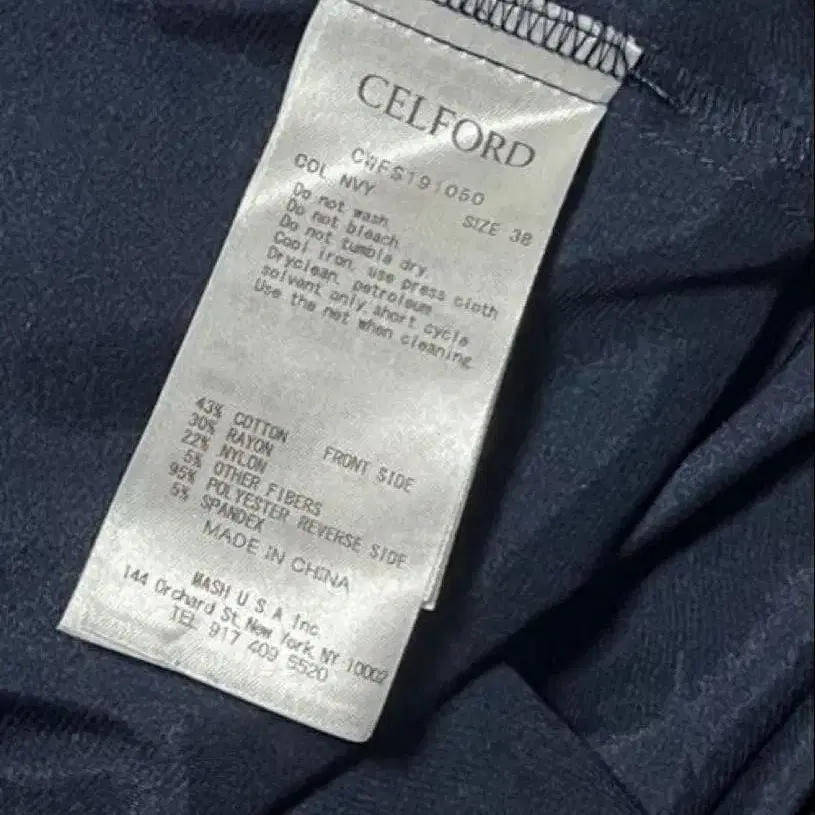 CELFORD
CWFS191050
COL NVY SIZE 38
Do not wash
Do not bleach
Do not tumble dry
Cool iron, use press cloth
Dryclean, petroleum
solvent only short cycle
Use the net when cleaning
43% COTTON FRONT SIDE
30% RAYON
22% NYLON
5% OTHER FIBERS
95% POLYESTER REVERSE SIDE
5% SPANDEX
MADE IN CHINA
MASH U S A Inc.
144 Orchard St. New York, NY 10002
TEL 917 409 5520